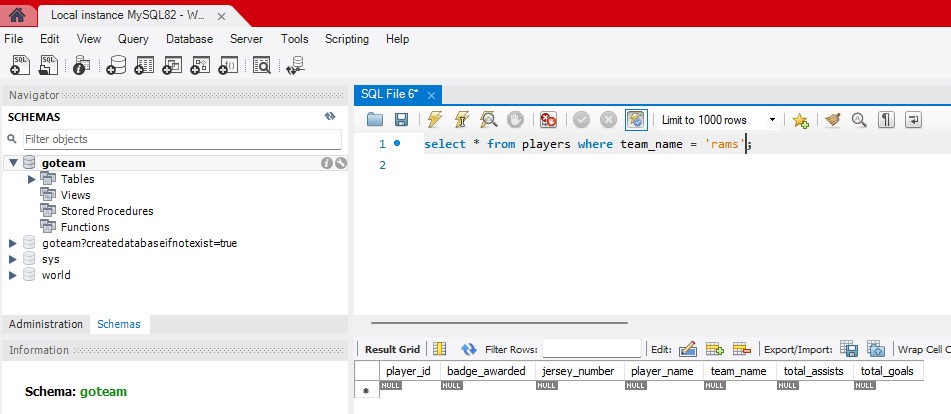 Local instance MySQL82 - W... ×
File Edit View Query Database Server Tools Scripting Help
Navigator
SCHEMAS
Filter objects
goteam
Tables
Views
Stored Procedures
Functions
goteam?createdatabaseifnotexist=true
sys
world
Administration Schemas
Information
Schema: goteam
SQL File 6* ×
Limit to 1000 rows
1 select * from players where team_name = 'rams';
2
Result Grid Filter Rows: Edit: Export/Import: Wrap Cell C
player_id badge_awarded jersey_number player_name team_name total_assists total_goals
NULL NULL NULL NULL NULL NULL NULL